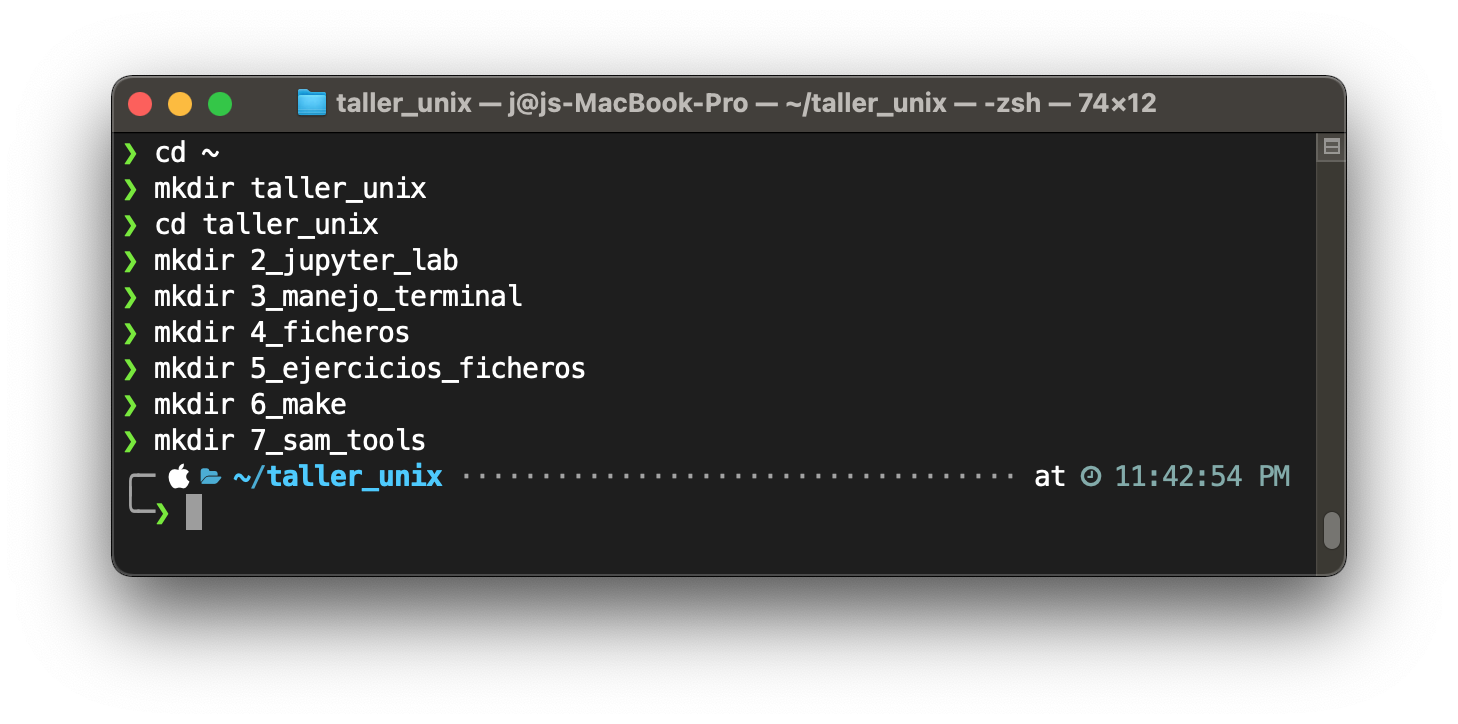 taller_unix — j@js-MacBook-Pro — ~/taller_unix — -zsh — 74×12
❯ cd ~
❯ mkdir taller_unix
❯ cd taller_unix
❯ mkdir 2_jupyter_lab
❯ mkdir 3_manejo_terminal
❯ mkdir 4_ficheros
❯ mkdir 5_ejercicios_ficheros
❯ mkdir 6_make
❯ mkdir 7_sam_tools
~/taller_unix ··································· at 11:42:54 PM
❯